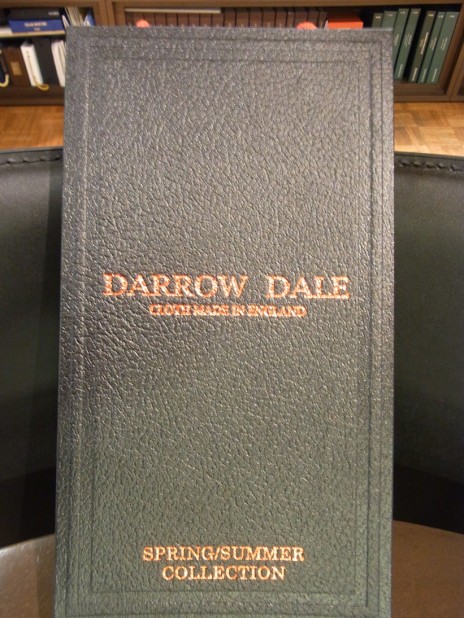 DARROW DALE
CLOTH MADE IN ENGLAND
SPRING/SUMMER
COLLECTION